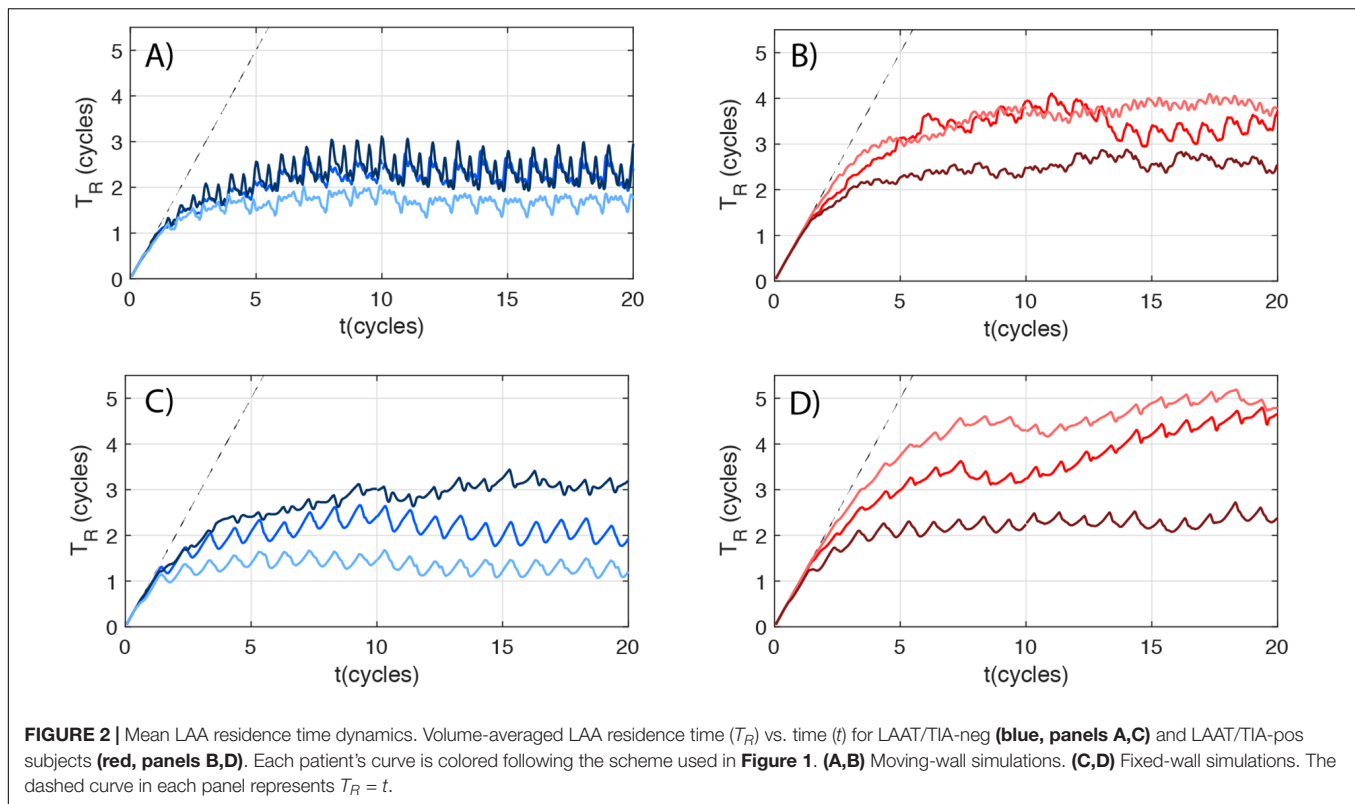 A)
T_R (cycles)
5
4
3
2
1
0
0 5 10 15 20
t(cycles)
B)
T_R (cycles)
5
4
3
2
1
0
0 5 10 15 20
t(cycles)
C)
T_R (cycles)
5
4
3
2
1
0
0 5 10 15 20
t(cycles)
D)
T_R (cycles)
5
4
3
2
1
0
0 5 10 15 20
t(cycles)
FIGURE 2 | Mean LAA residence time dynamics. Volume-averaged LAA residence time (T_R) vs. time (t) for LAAT/TIA-neg (blue, panels A,C) and LAAT/TIA-pos
subjects (red, panels B,D). Each patient's curve is colored following the scheme used in Figure 1. (A,B) Moving-wall simulations. (C,D) Fixed-wall simulations. The
dashed curve in each panel represents T_R = t.